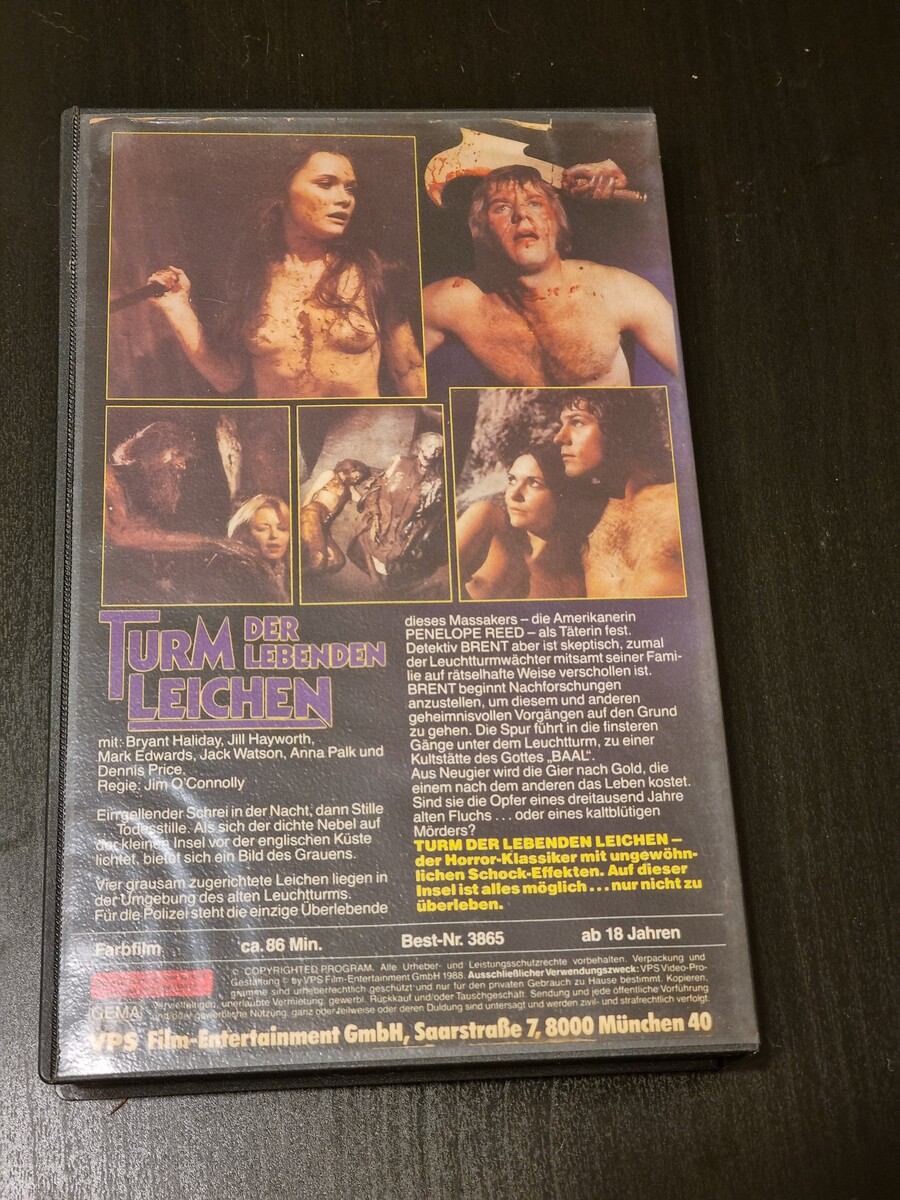 TURM DER
LEBENDEN
LEICHEN
mit: Bryant Haliday, Jill Hayworth,
Mark Edwards, Jack Watson, Anna Palk und
Dennis Price.
Regie: Jim O'Connolly
Ein gellender Schrei in der Nacht, dann Stille
Todesstille. Als sich der dichte Nebel auf
der kleinen Insel vor der englischen Küste
lichtet, bietet sich ein Bild des Grauens.
Vier grausam zugerichtete Leichen liegen in
der Umgebung des alten Leuchtturms.
Für die Polizei steht die einzige Überlebende
dieses Massakers – die Amerikanerin
PENELOPE REED – als Täterin fest.
Detektiv BRENT aber ist skeptisch, zumal
der Leuchtturmwächter mitsamt seiner Fami-
lie auf rätselhafte Weise verschollen ist.
BRENT beginnt Nachforschungen
anzustellen, um diesem und anderen
geheimnisvollen Vorgängen auf den Grund
zu gehen. Die Spur führt in die finsteren
Gänge unter dem Leuchtturm, zu einer
Kultstätte des Gottes „BAAL".
Aus Neugier wird die Gier nach Gold, die
einem nach dem anderen das Leben kostet.
Sind sie die Opfer eines dreitausend Jahre
alten Fluchs . . . oder eines kaltblütigen
Mörders?
TURM DER LEBENDEN LEICHEN –
der Horror-Klassiker mit ungewöhn-
lichen Schock-Effekten. Auf dieser
Insel ist alles möglich . . . nur nicht zu
überleben.
Farbfilm ca. 86 Min. Best-Nr. 3865 ab 18 Jahren
© COPYRIGHTED PROGRAM. Alle Urheber- und Leistungsschutzrechte vorbehalten. Verpackung und
Gestaltung © by VPS Film-Entertainment GmbH 1988. Ausschließlicher Verwendungszweck: VPS Video-Pro-
gramme sind urheberrechtlich geschützt und nur für den privaten Gebrauch zu Hause bestimmt. Kopieren,
GEMA Vervielfältigen, unerlaubte Vermietung, gewerbl. Rückkauf und/oder Tauschgeschäft, Sendung und jede öffentliche Vorführung
und/oder gewerbliche Nutzung, ganz oder teilweise oder deren Duldung sind untersagt und werden zivil- und strafrechtlich verfolgt.
VPS Film-Entertainment GmbH, Saarstraße 7, 8000 München 40